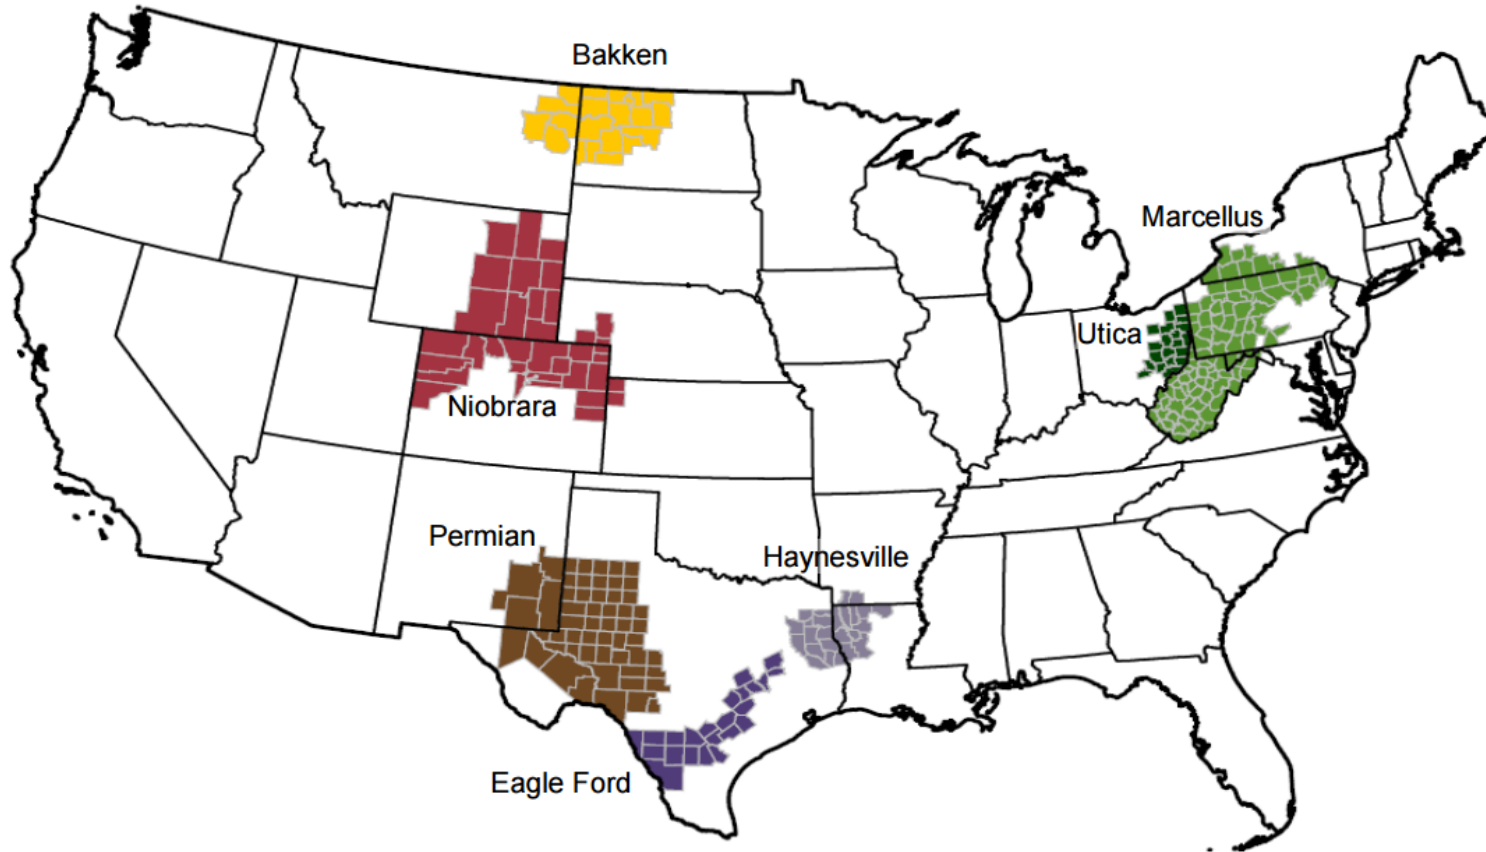 Bakken
Marcellus
Utica
Niobrara
Permian
Haynesville
Eagle Ford